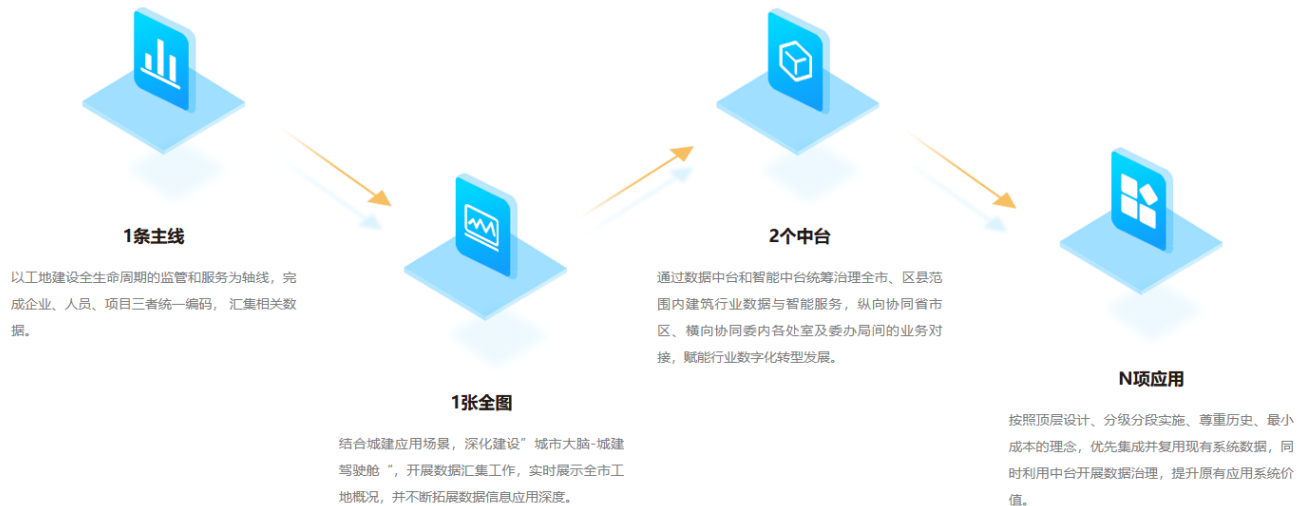 1条主线
以工地建设全生命周期的监管和服务为轴线，完
成企业、人员、项目三者统一编码， 汇集相关数
据。
1张全图
结合城建应用场景，深化建设”城市大脑-城建
驾驶舱“，开展数据汇集工作，实时展示全市工
地概况，并不断拓展数据信息应用深度。
2个中台
通过数据中台和智能中台统筹治理全市、区县范
围内建筑行业数据与智能服务，纵向协同省市
区、横向协同委内各处室及委办局间的业务对
接，赋能行业数字化转型发展。
N项应用
按照顶层设计、分级分段实施、尊重历史、最小
成本的理念，优先集成并复用现有系统数据，同
时利用中台开展数据治理，提升原有应用系统价
值。